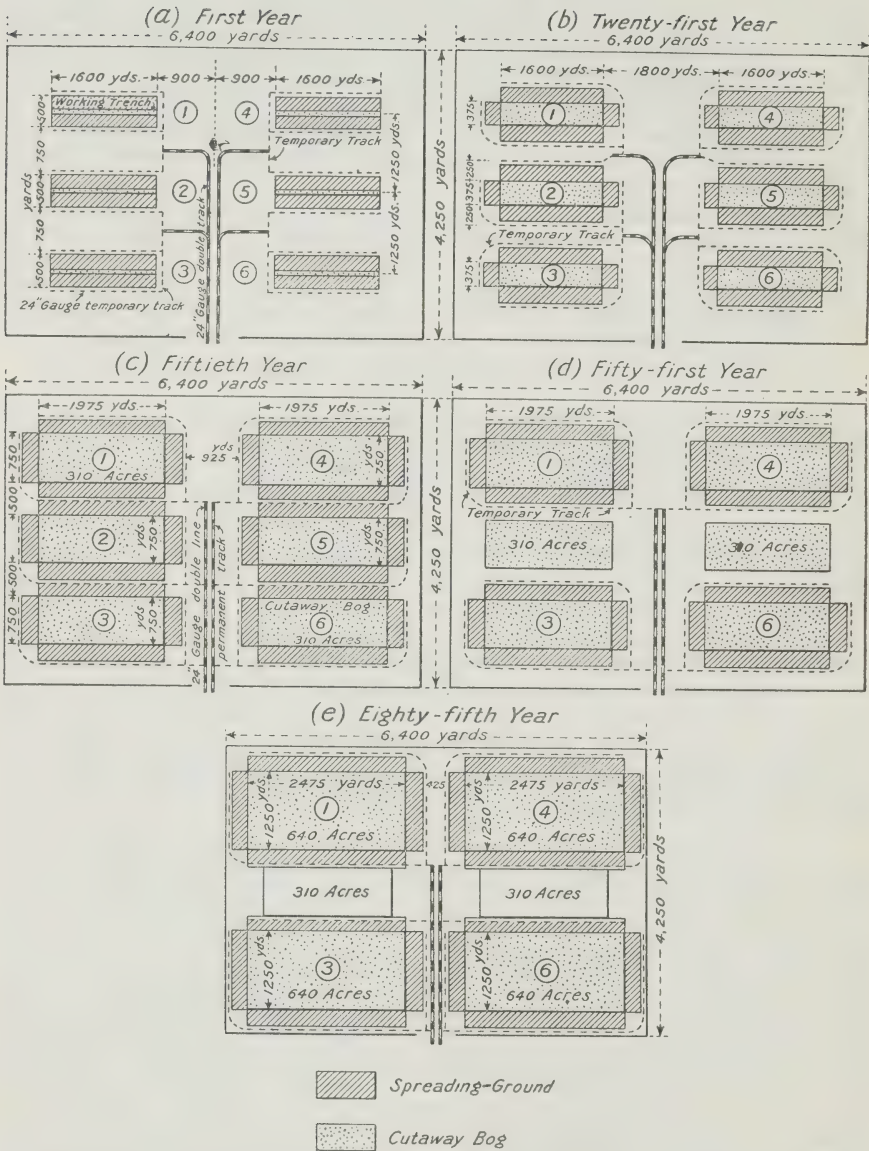 (a) First Year
6,400 yards
1600 yds.
900
900
1600 yds.
Working Trench
500
750
500
750
500
yards
1
4
2
5
3
6
Temporary Track
1250 yds.
1250 yds.
24" Gauge double track
24" Gauge temporary track
(b) Twenty-first Year
6,400 yards
1600 yds.
1800 yds.
1600 yds.
375
250
375
250
375
1
4
2
5
3
6
Temporary Track
4,250 yards
(c) Fiftieth Year
6,400 yards
1975 yds.
1975 yds.
yds
925
750
500
750
500
750
1
310 Acres
4
yds
750
2
yds
750
5
yds
750
3
yds
750
Cutaway Bog
6
310 Acres
24" Gauge double line
permanent track
4,250 yards
(d) Fifty-first Year
6,400 yards
1975 yds.
1975 yds.
1
4
Temporary Track
310 Acres
310 Acres
3
6
(e) Eighty-fifth Year
6,400 yards
2475 yards
425
2475 yards
1
1250 yds.
640 Acres
4
1250 yds.
640 Acres
310 Acres
310 Acres
3
1250 yds.
640 Acres
6
1250 yds.
640 Acres
4,250 yards
Spreading-Ground
Cutaway Bog